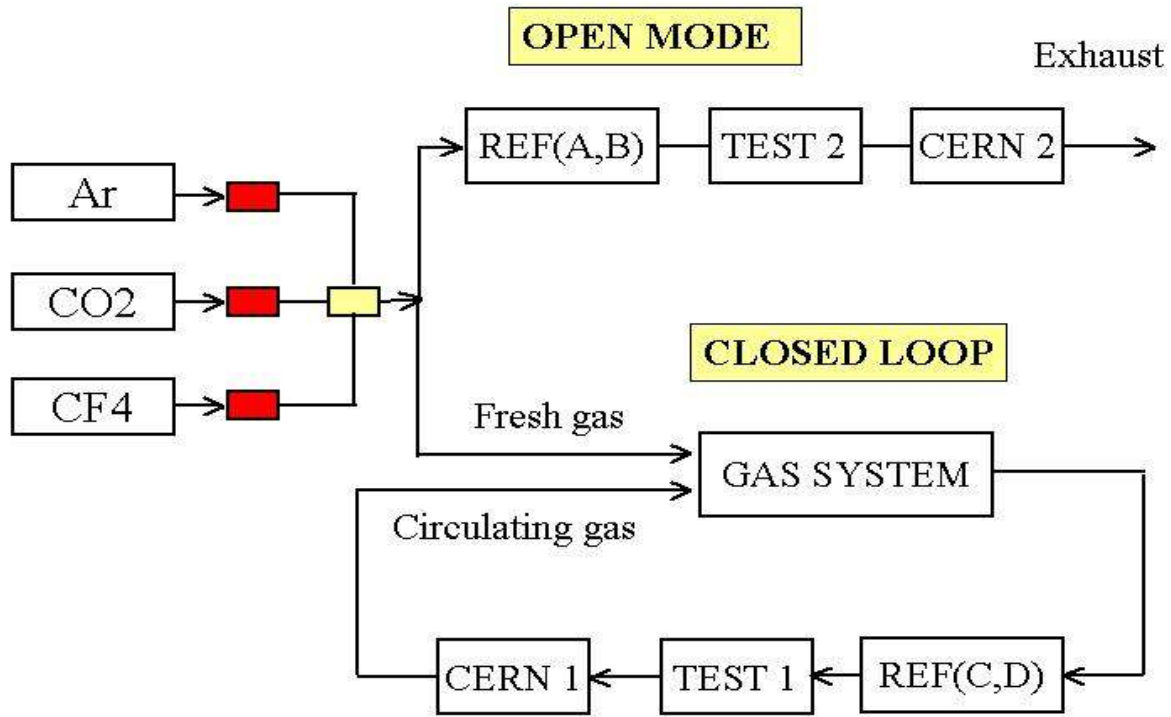 OPEN MODE
Exhaust
REF(A,B)
TEST 2
CERN 2
Ar
CO2
CF4
CLOSED LOOP
Fresh gas
GAS SYSTEM
Circulating gas
CERN 1
TEST 1
REF(C,D)